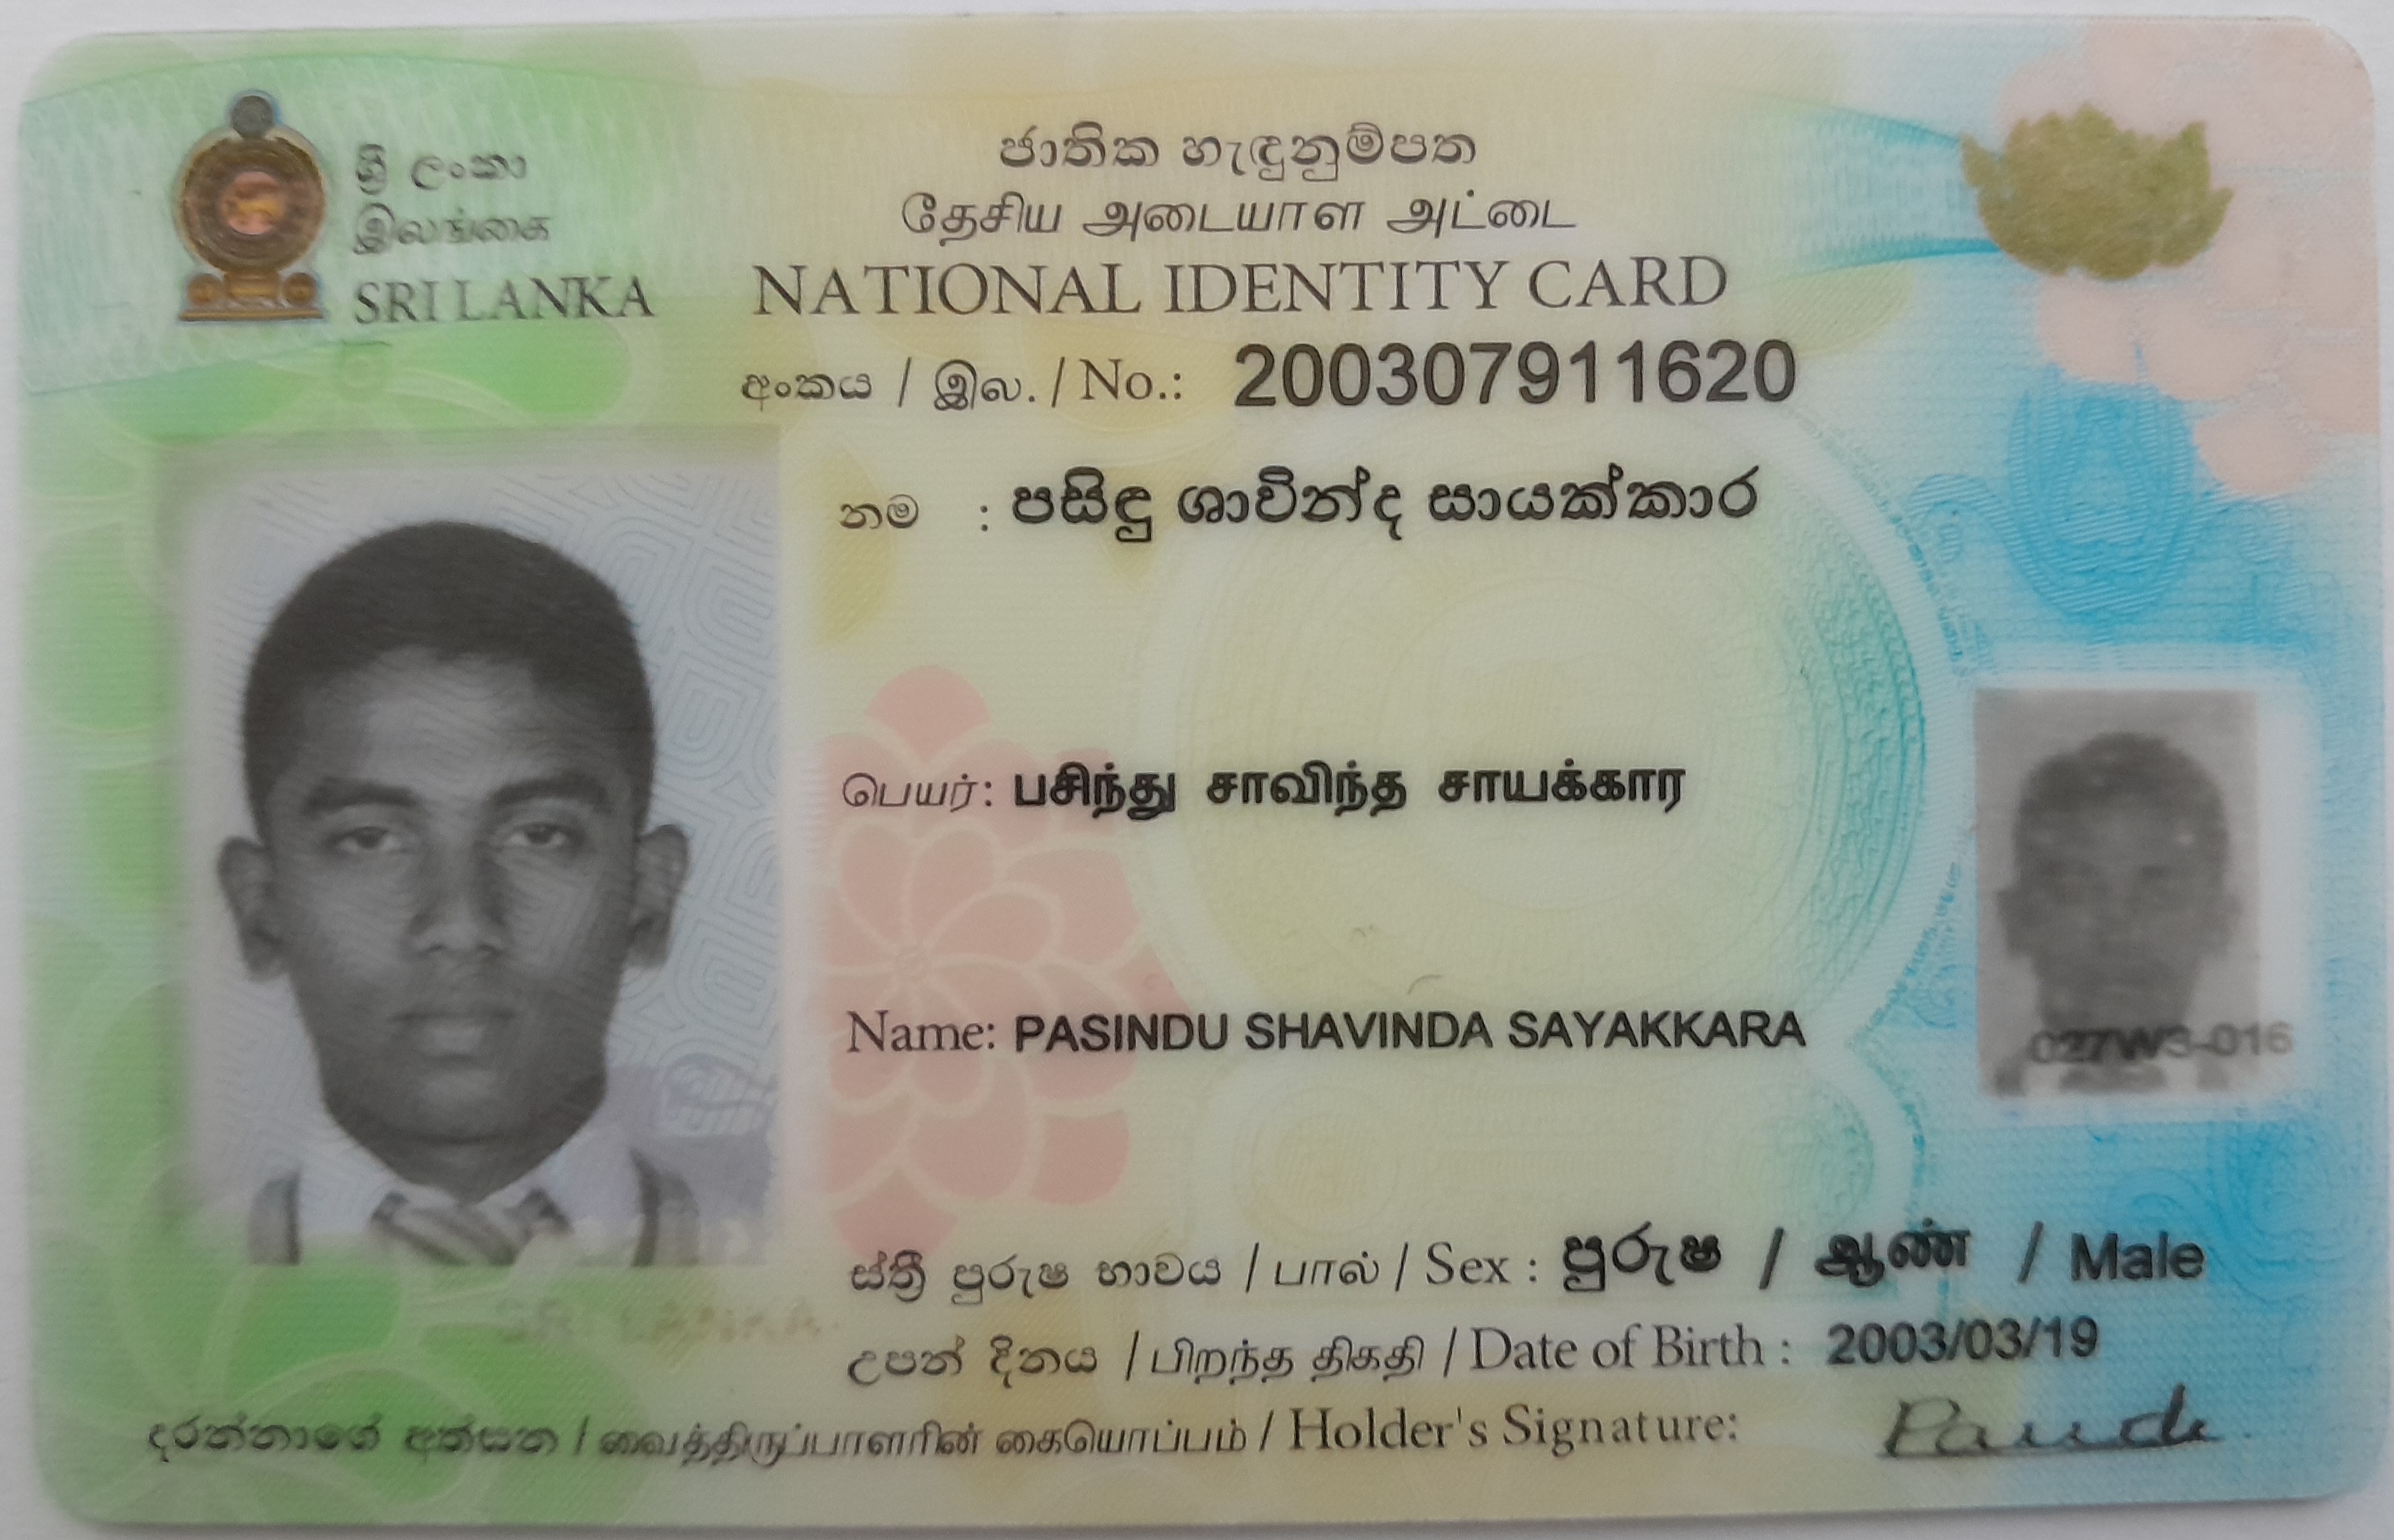 ශ්‍රී ලංකා
இலங்கை
SRI LANKA
ජාතික හැඳුනුම්පත
தேசிய அடையாள அட்டை
NATIONAL IDENTITY CARD
අංකය / இல. / No.: 200307911620
නම : පසිඳු ශාවින්ද සායක්කාර
பெயர்: பசிந்து சாவிந்த சாயக்கார
Name: PASINDU SHAVINDA SAYAKKARA
027W3-016
ස්ත්‍රී පුරුෂ භාවය / பால் / Sex : පුරුෂ / ஆண் / Male
උපන් දිනය / பிறந்த திகதி / Date of Birth : 2003/03/19
දරන්නාගේ අත්සන / வைத்திருப்பாளரின் கையொப்பம் / Holder's Signature:
SRI LANKA